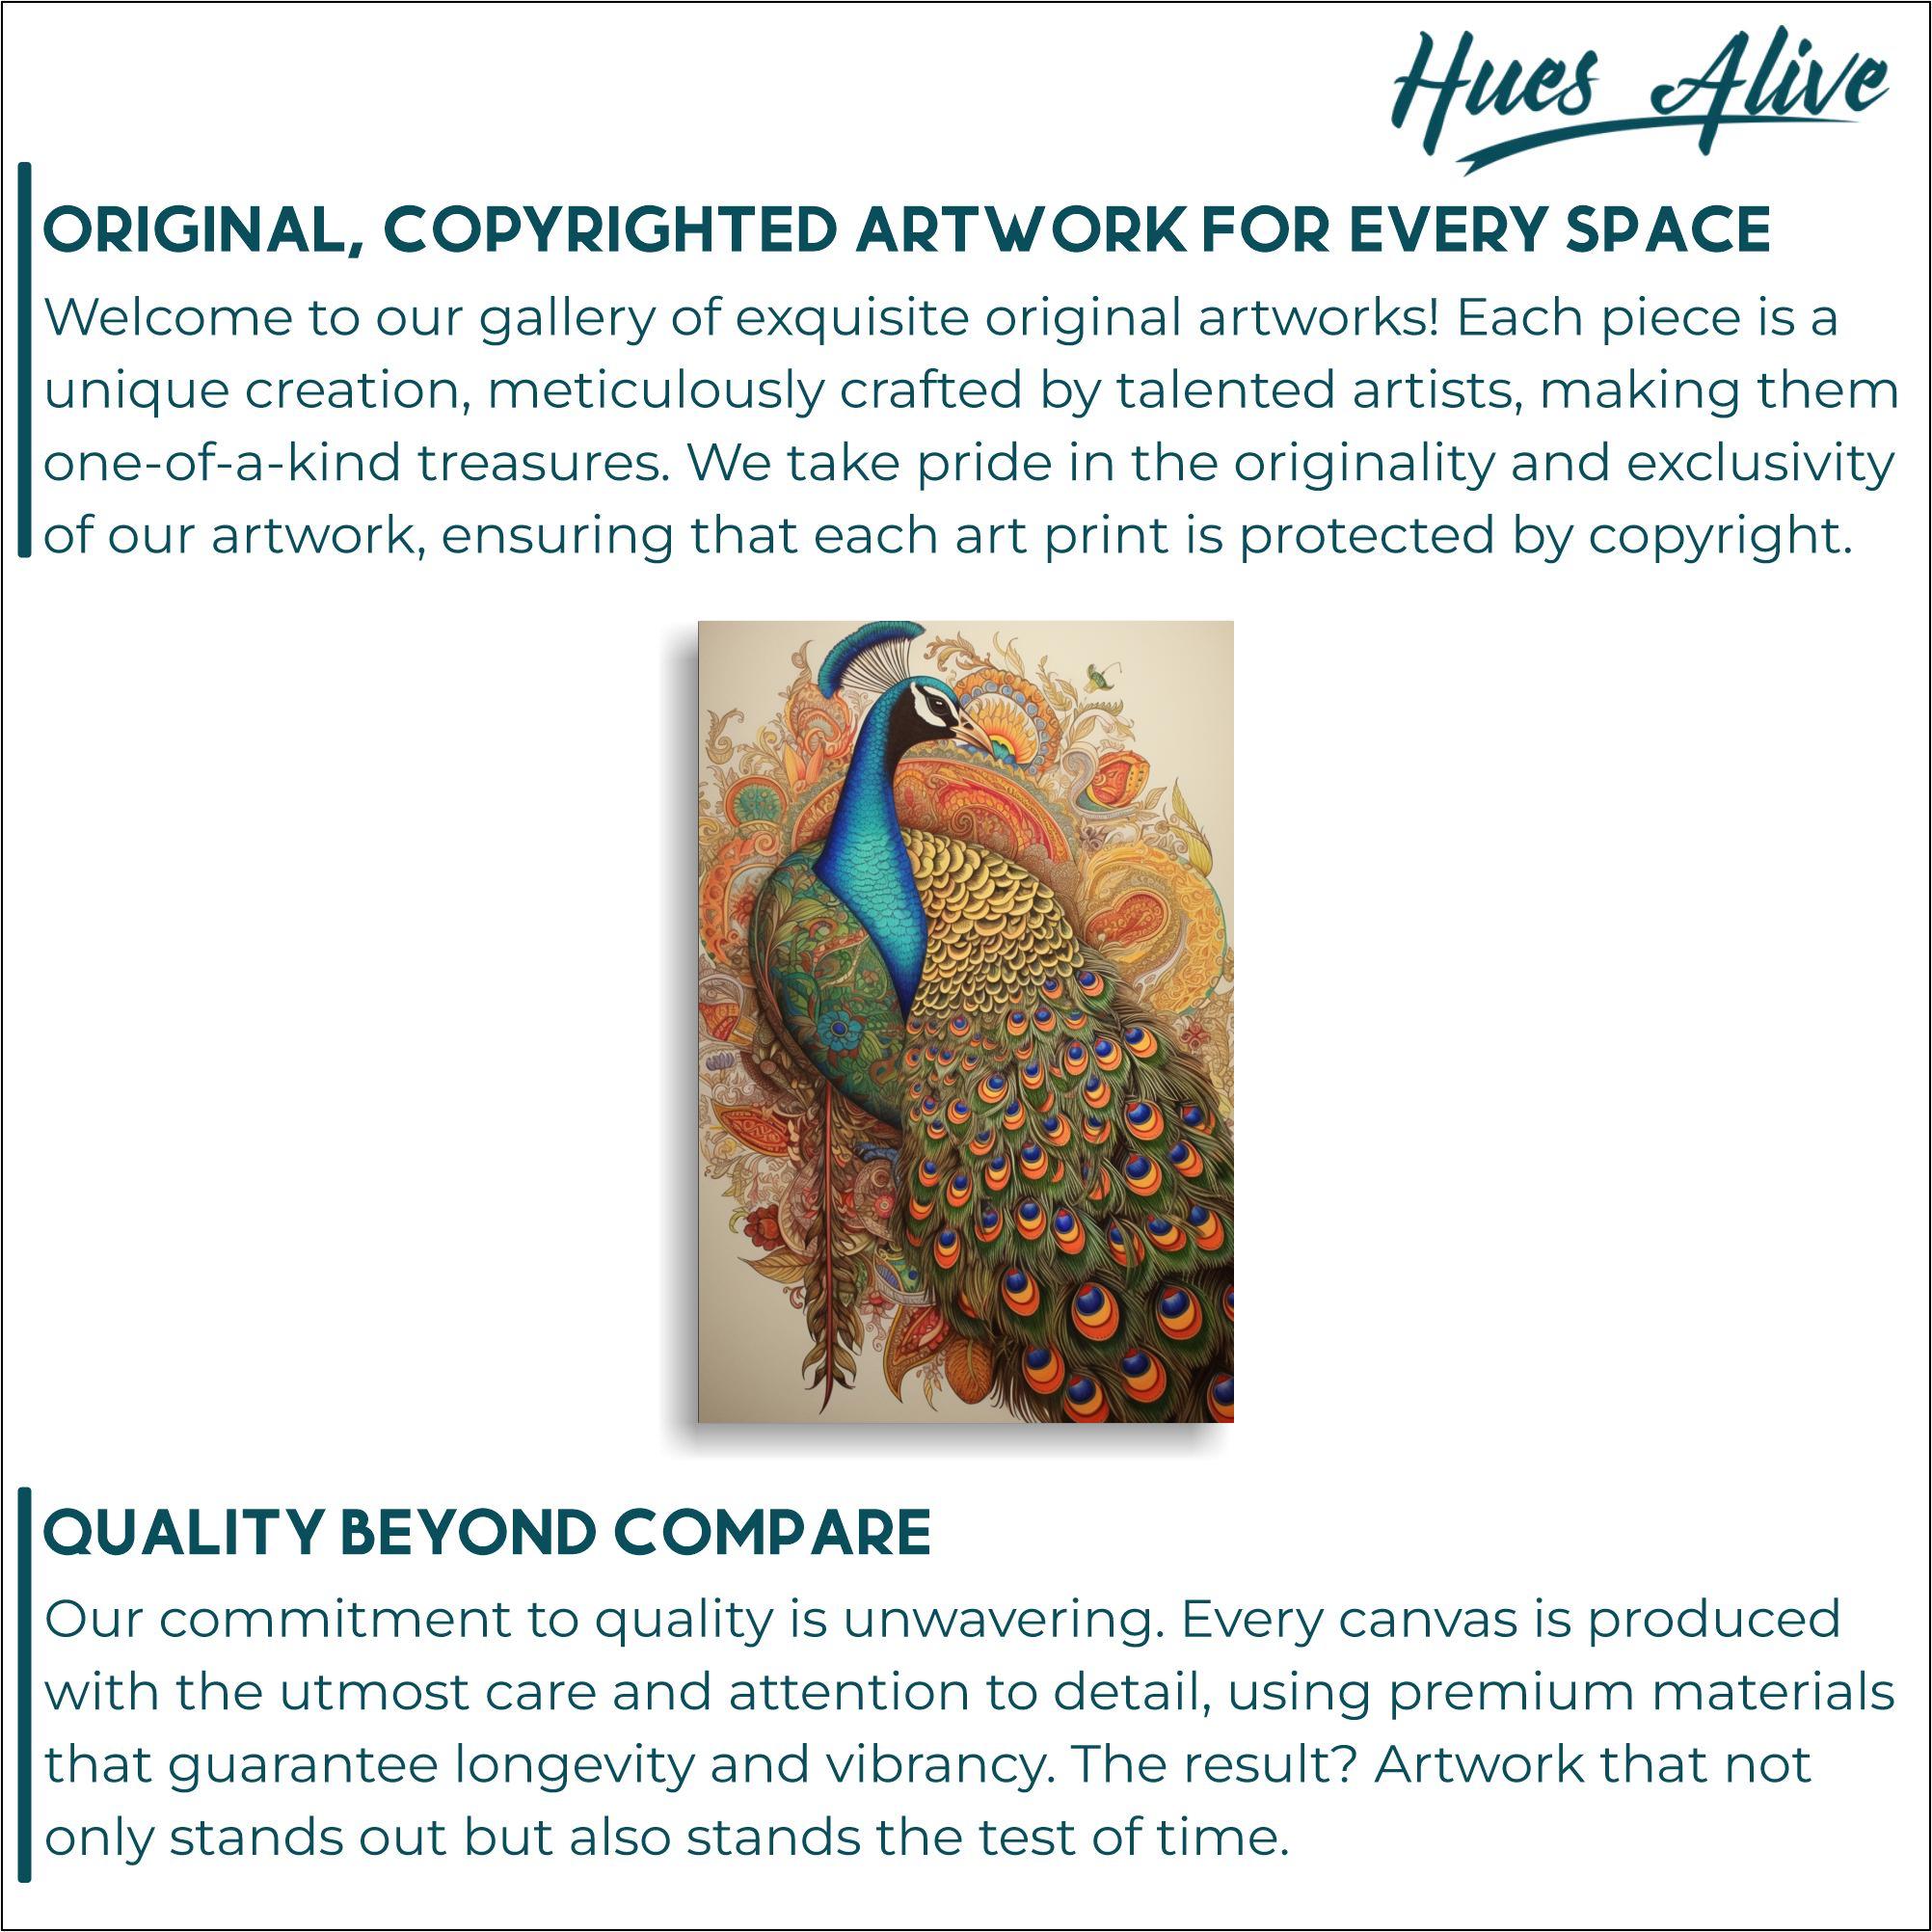 Hues Alive
ORIGINAL, COPYRIGHTED ARTWORK FOR EVERY SPACE
Welcome to our gallery of exquisite original artworks! Each piece is a
unique creation, meticulously crafted by talented artists, making them
one-of-a-kind treasures. We take pride in the originality and exclusivity
of our artwork, ensuring that each art print is protected by copyright.
QUALITY BEYOND COMPARE
Our commitment to quality is unwavering. Every canvas is produced
with the utmost care and attention to detail, using premium materials
that guarantee longevity and vibrancy. The result? Artwork that not
only stands out but also stands the test of time.